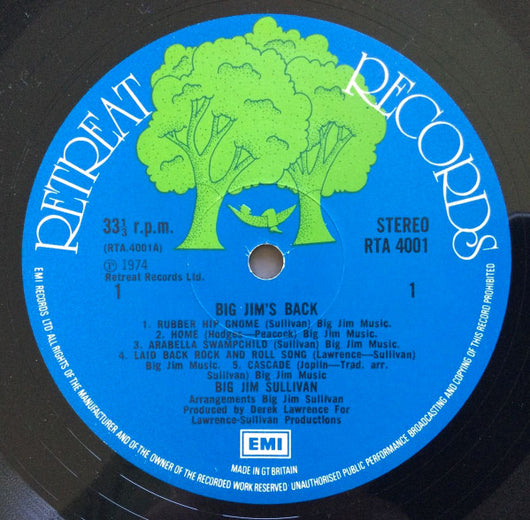 RETREAT RECORDS
33⅓ r.p.m.
(RTA.4001A)
Ⓟ 1974
Retreat Records Ltd.
1
STEREO
RTA 4001
1
BIG JIM'S BACK
1. RUBBER HIP GNOME (Sullivan) Big Jim Music.
2. HOME (Hodges—Peacock) Big Jim Music.
3. ARABELLA SWAMPCHILD (Sullivan) Big Jim Music.
4. LAID BACK ROCK AND ROLL SONG (Lawrence—Sullivan)
Big Jim Music. 5. CASCADE (Joplin—Trad. arr.
Sullivan) Big Jim Music
BIG JIM SULLIVAN
Arrangements Big Jim Sullivan
Produced by Derek Lawrence For
Lawrence-Sullivan Productions
EMI
MADE IN GT BRITAIN
EMI RECORDS LTD ALL RIGHTS OF THE MANUFACTURER AND OF THE OWNER OF THE RECORDED WORK RESERVED UNAUTHORISED PUBLIC PERFORMANCE BROADCASTING AND COPYING OF THIS RECORD PROHIBITED